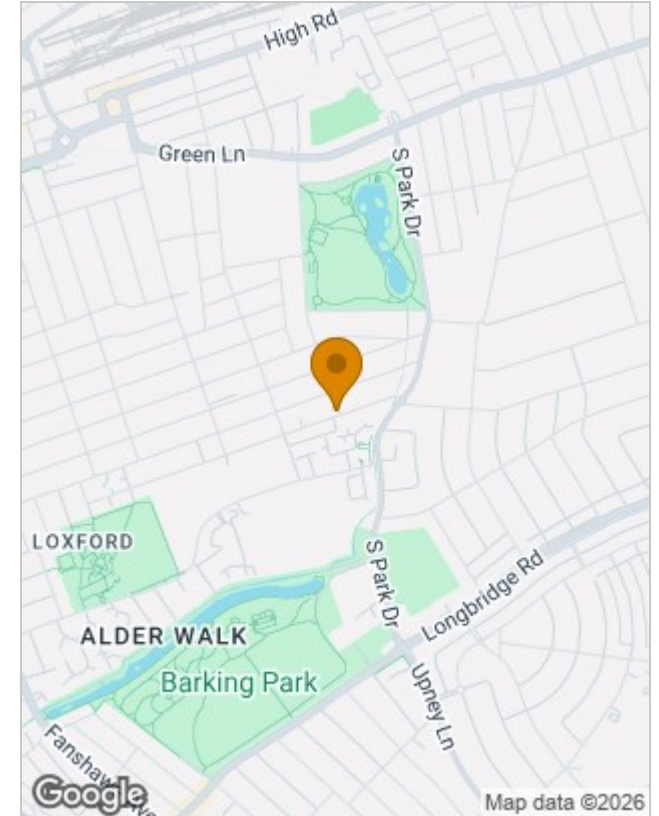 High Rd
Green Ln
S Park Dr
LOXFORD
S Park Dr
Longbridge Rd
ALDER WALK
Barking Park
Upney Ln
Google
Map data ©2026